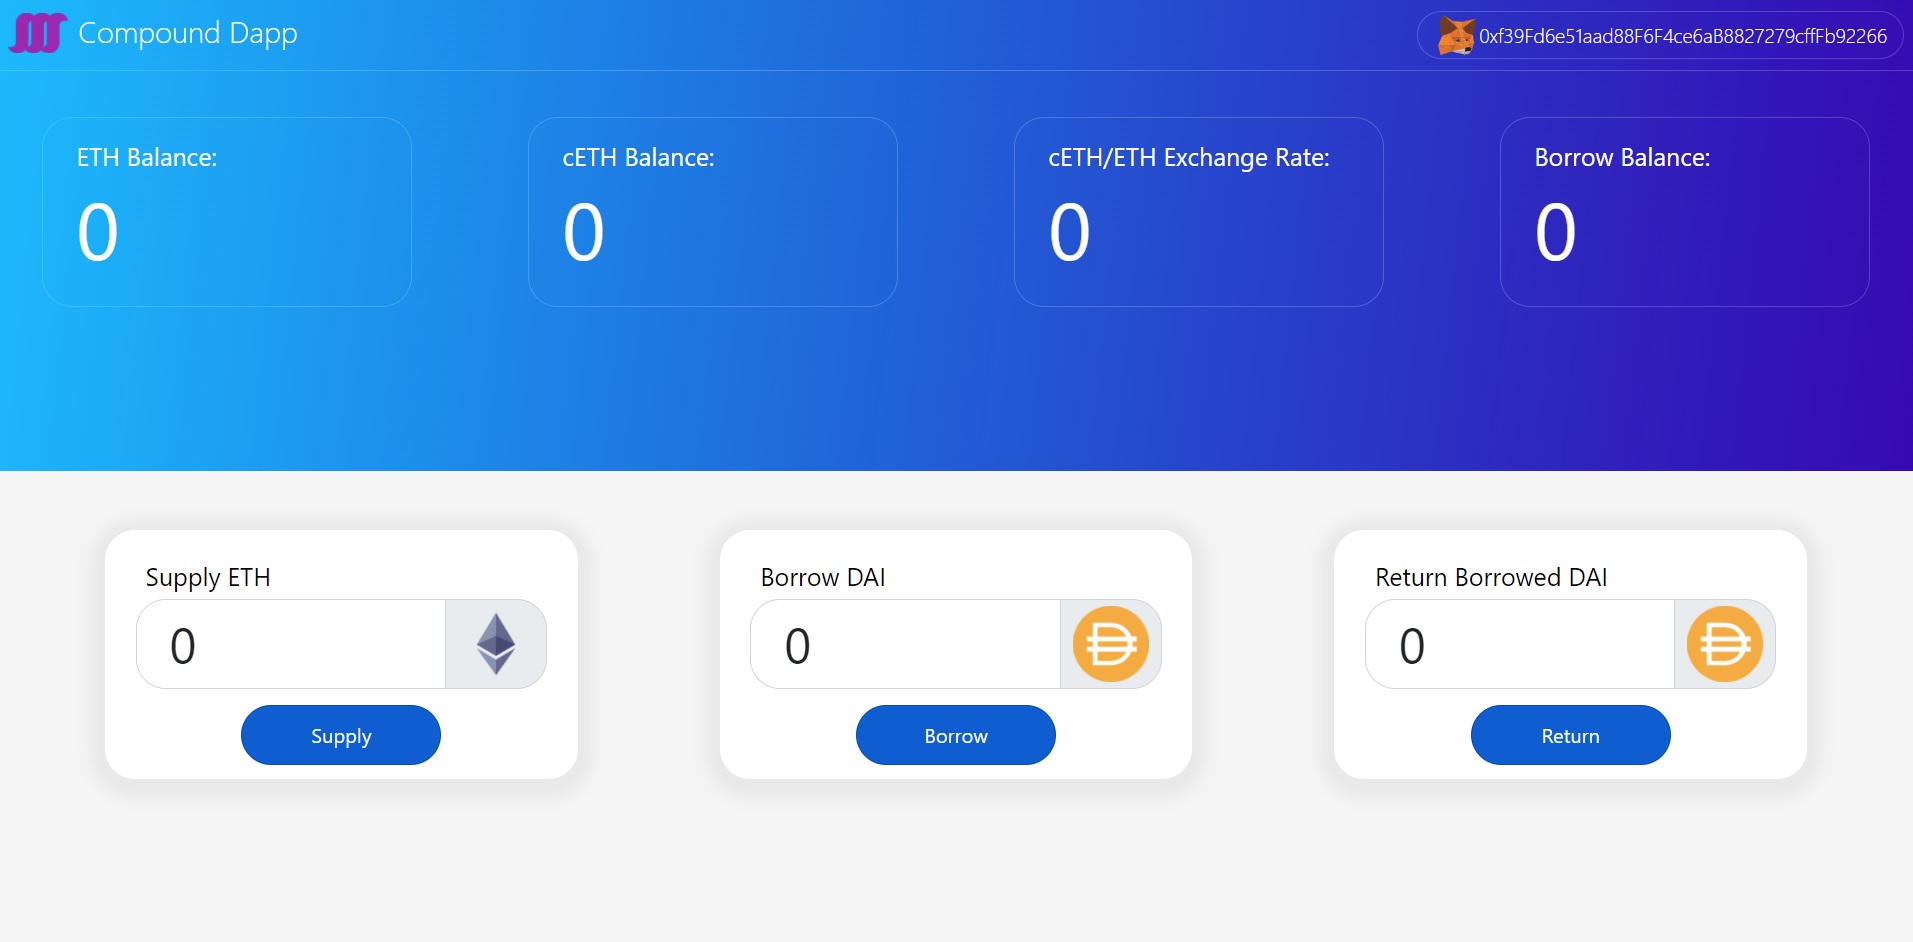 Compound Dapp
0xf39Fd6e51aad88F6F4ce6aB8827279cffFb92266
ETH Balance:
0
cETH Balance:
0
cETH/ETH Exchange Rate:
0
Borrow Balance:
0
Supply ETH
0
Supply
Borrow DAI
0
Borrow
Return Borrowed DAI
0
Return